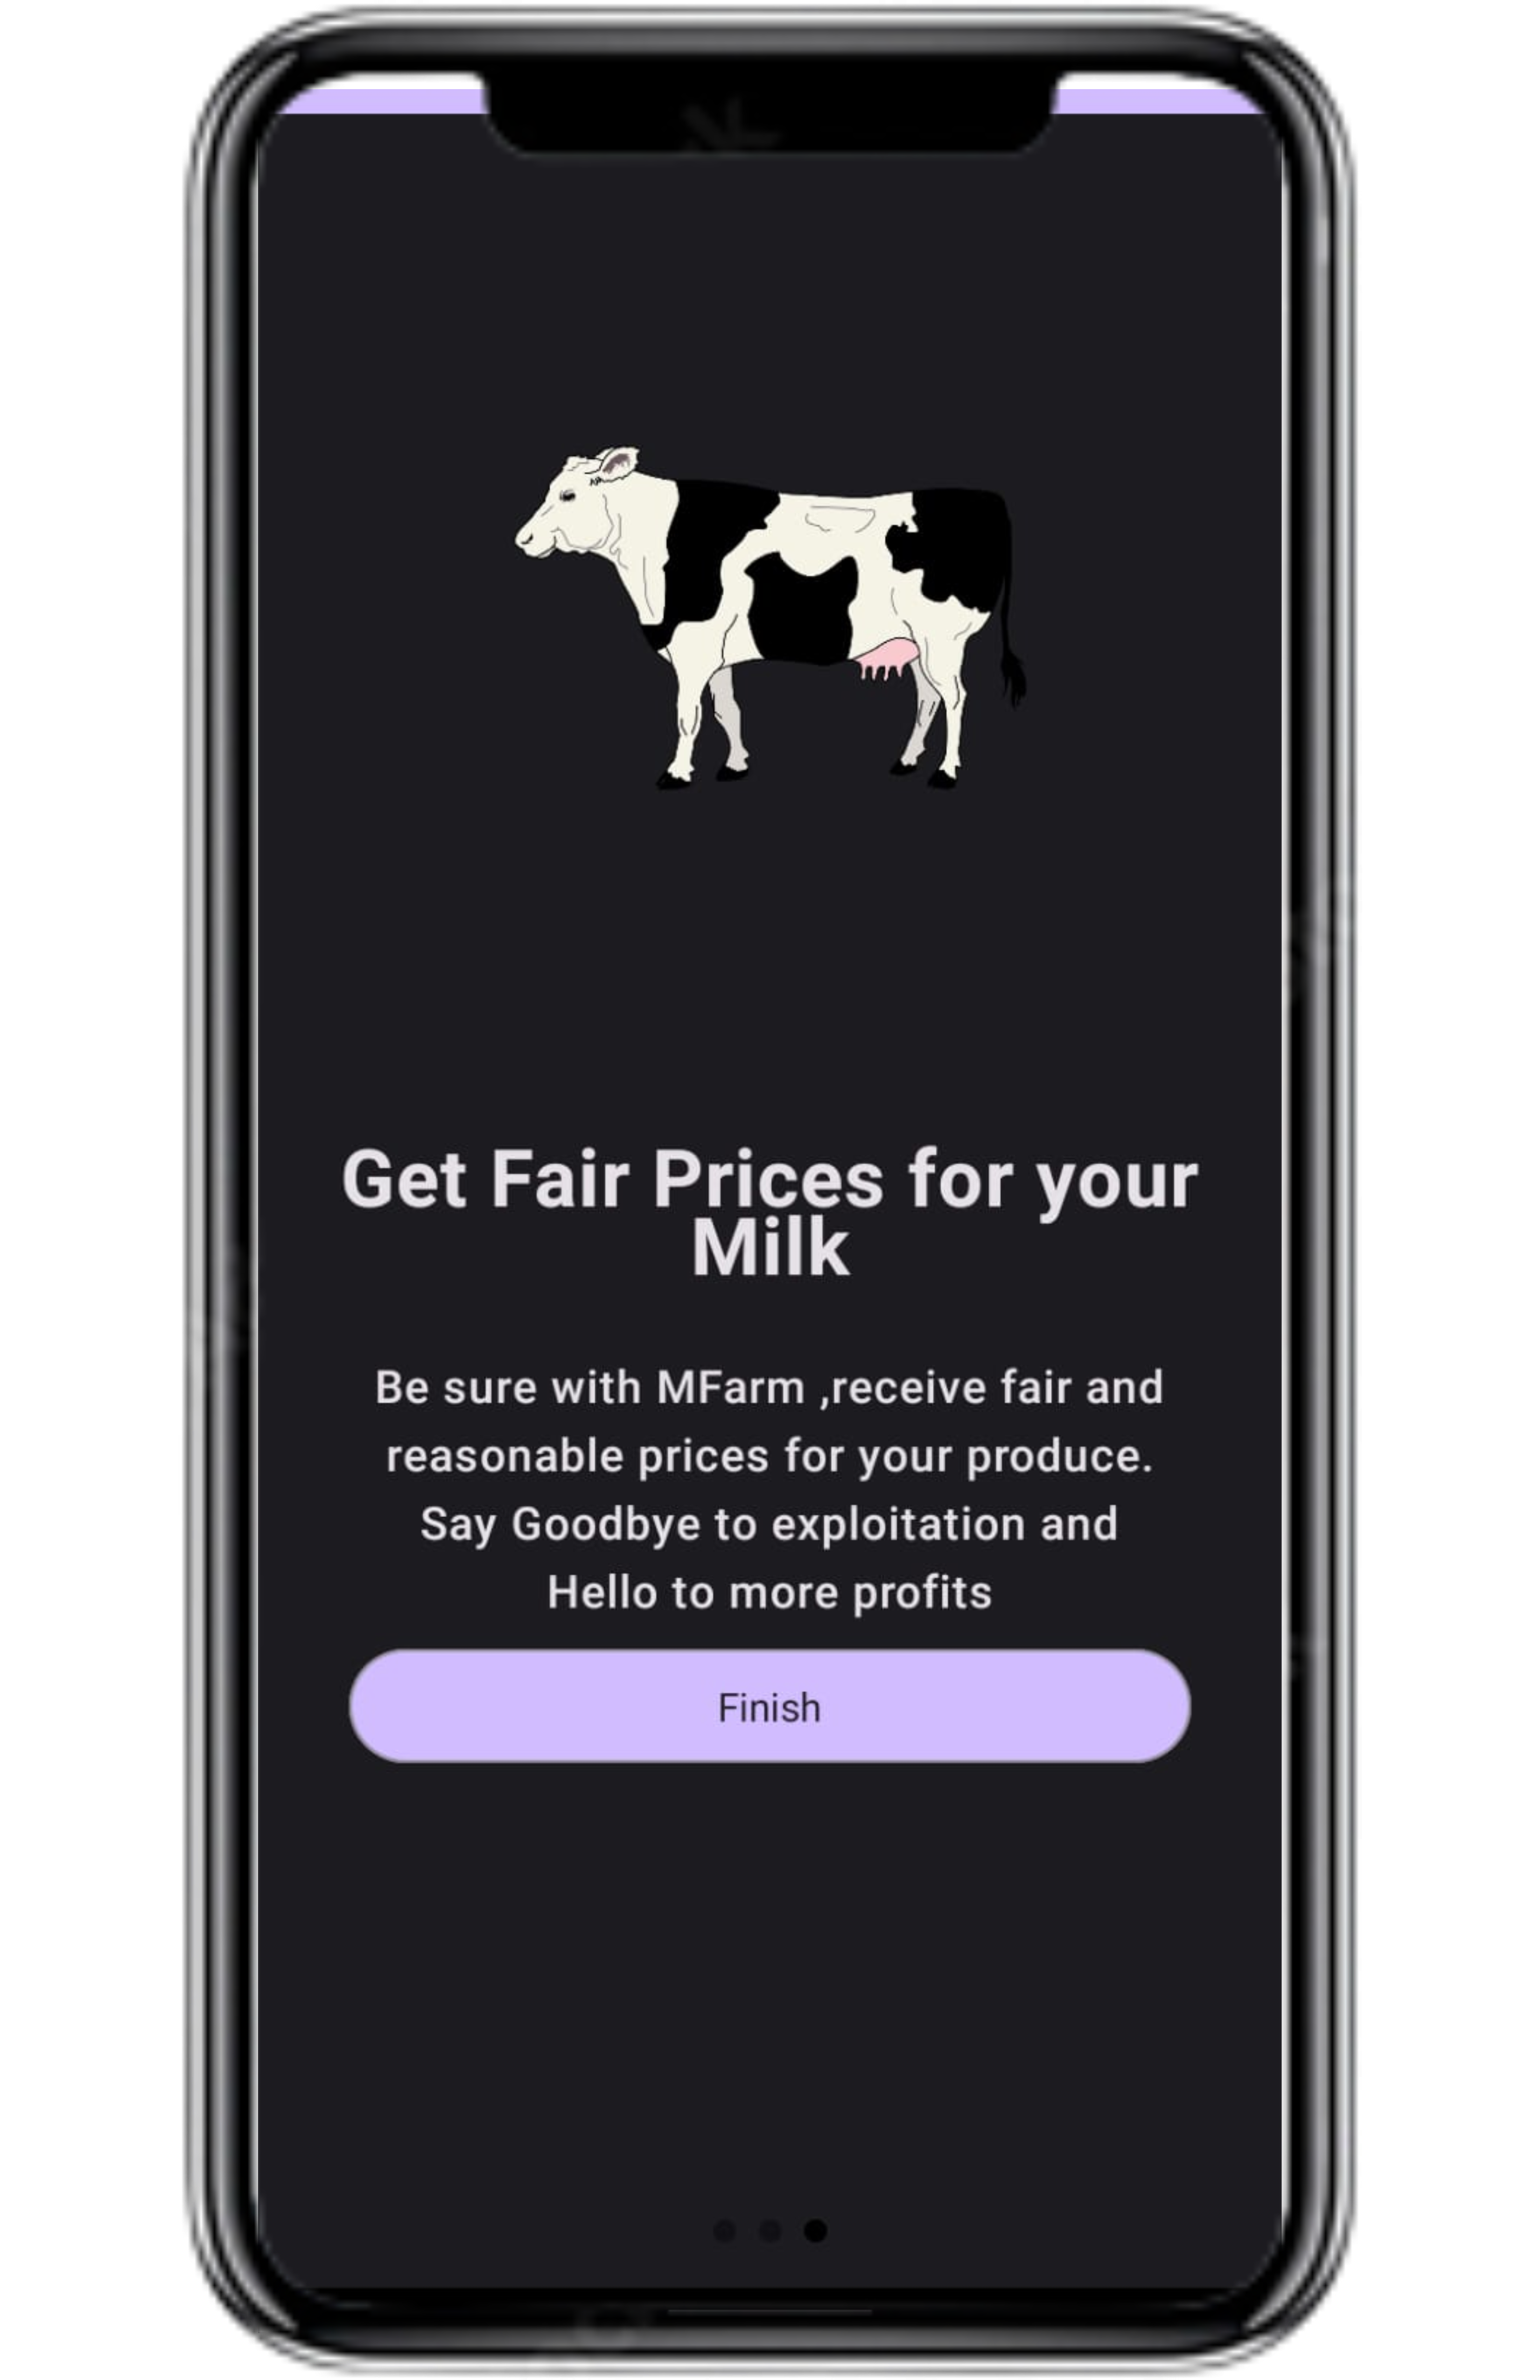 Get Fair Prices for your
Milk
Be sure with MFarm ,receive fair and
reasonable prices for your produce.
Say Goodbye to exploitation and
Hello to more profits
Finish